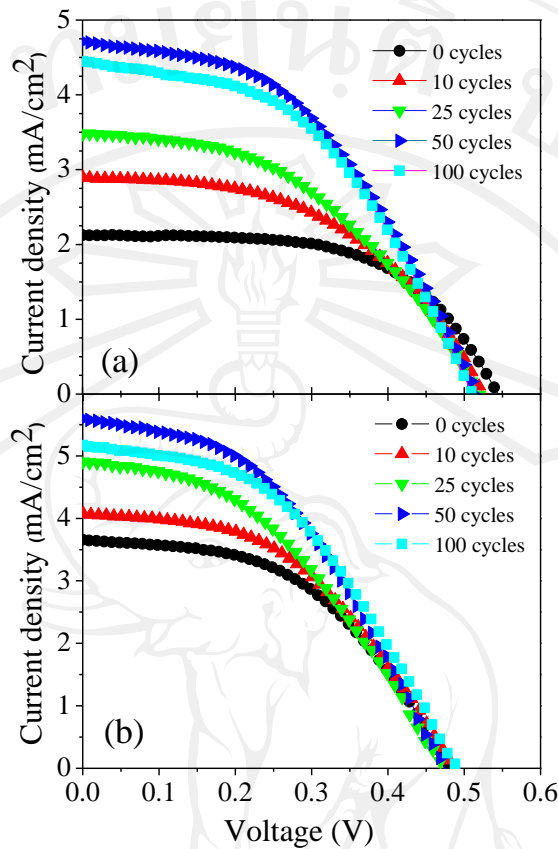 (a)
0 cycles
10 cycles
25 cycles
50 cycles
100 cycles
Current density (mA/cm²)
5
4
3
2
1
0
(b)
0 cycles
10 cycles
25 cycles
50 cycles
100 cycles
Current density (mA/cm²)
5
4
3
2
1
0
0.0 0.1 0.2 0.3 0.4 0.5 0.6
Voltage (V)